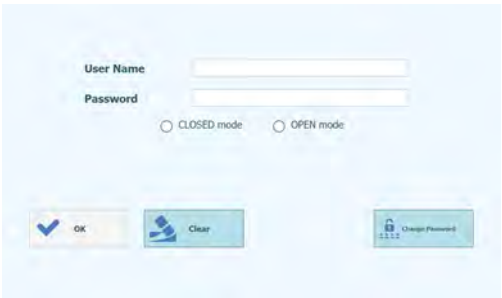 User Name
Password
CLOSED mode OPEN mode
OK Clear Change Password